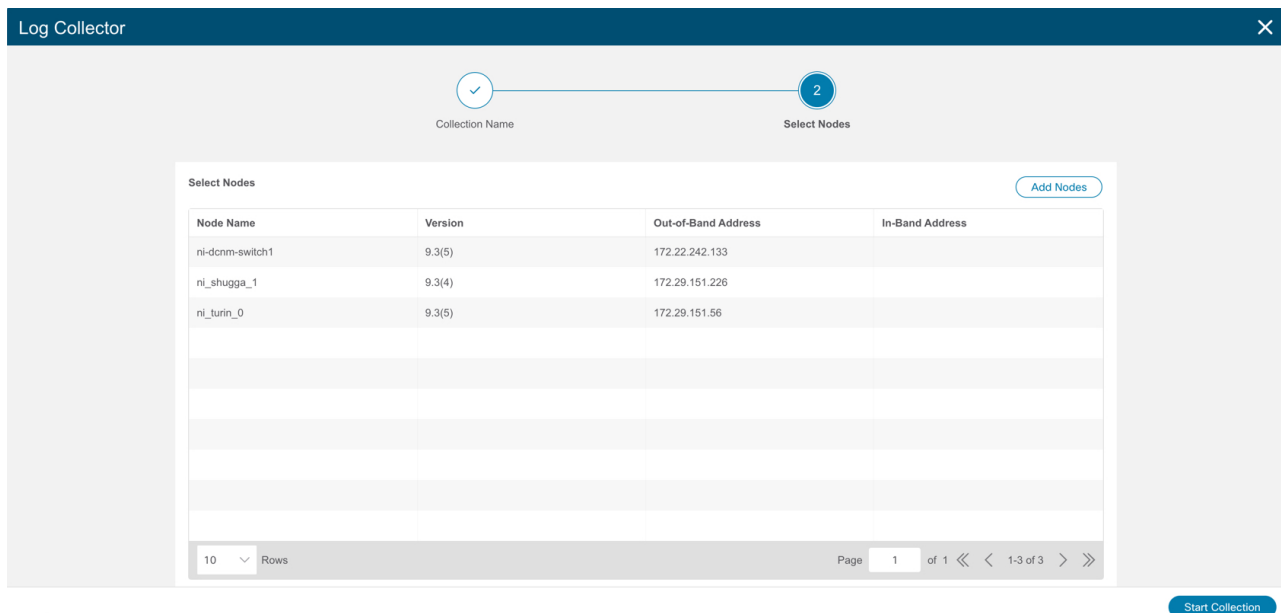 Log Collector
2
Collection Name Select Nodes
Select Nodes Add Nodes
Node Name Version Out-of-Band Address In-Band Address
ni-dcnm-switch1 9.3(5) 172.22.242.133
ni_shugga_1 9.3(4) 172.29.151.226
ni_turin_0 9.3(5) 172.29.151.56
10 Rows Page 1 of 1 1-3 of 3
Start Collection